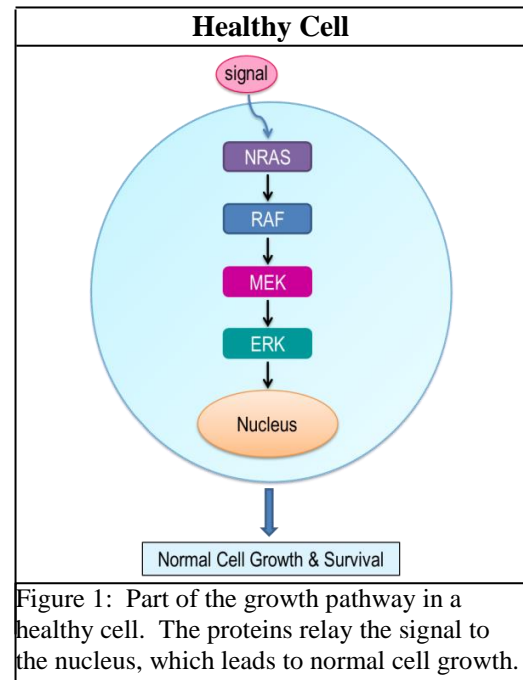 Healthy Cell
signal
NRAS
RAF
MEK
ERK
Nucleus
Normal Cell Growth & Survival
Figure 1: Part of the growth pathway in a
healthy cell. The proteins relay the signal to
the nucleus, which leads to normal cell growth.